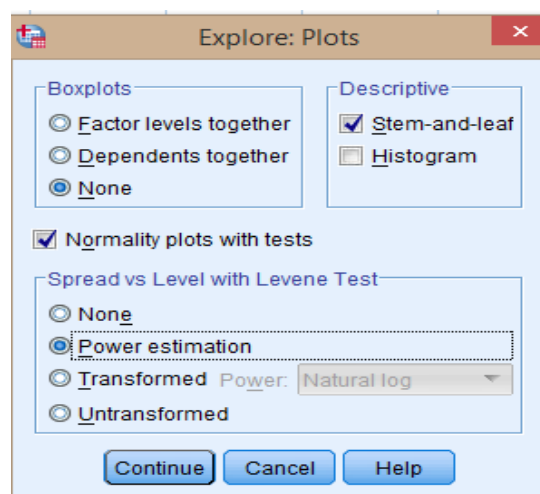 Explore: Plots
Boxplots
Factor levels together
Dependents together
None
Descriptive
Stem-and-leaf
Histogram
Normality plots with tests
Spread vs Level with Levene Test
None
Power estimation
Transformed Power: Natural log
Untransformed
Continue Cancel Help